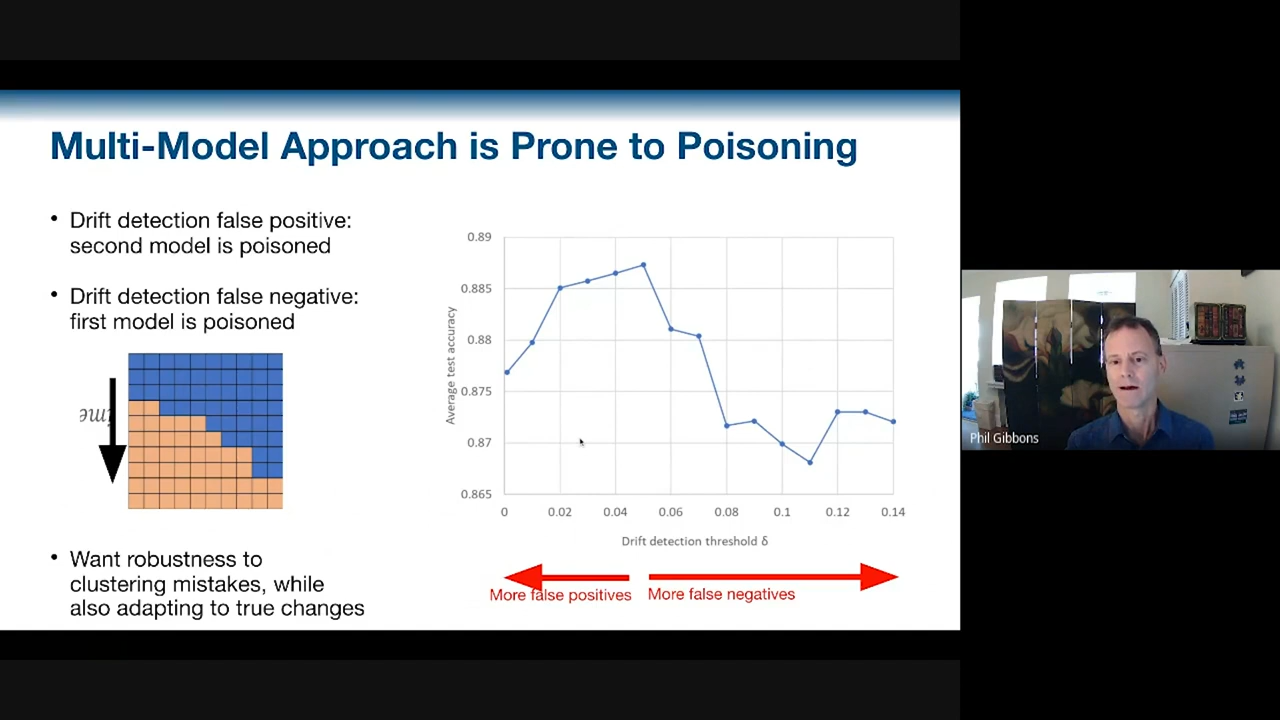 Multi-Model Approach is Prone to Poisoning
• Drift detection false positive:
second model is poisoned
• Drift detection false negative:
first model is poisoned
• Want robustness to
clustering mistakes, while
also adapting to true changes
Average test accuracy
0.89
0.885
0.88
0.875
0.87
0.865
0
0.02
0.04
0.06
0.08
0.1
0.12
0.14
Drift detection threshold δ
More false positives
More false negatives
Phil Gibbons